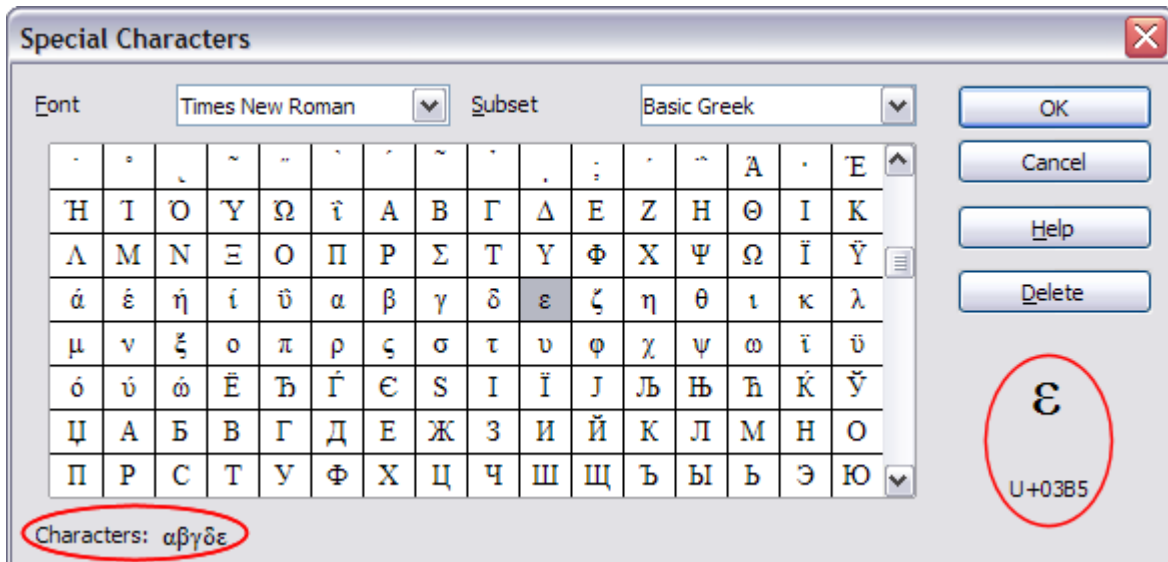 Special Characters
Font Times New Roman Subset Basic Greek
˙ ˚ ˛ ˜ ˝ ̀ ́ ̃ ̉ ̣ ; ΄ ΅ Ά · Έ
Ή Ί Ό Ύ Ώ ΐ Α Β Γ Δ Ε Ζ Η Θ Ι Κ
Λ Μ Ν Ξ Ο Π Ρ Σ Τ Υ Φ Χ Ψ Ω Ϊ Ϋ
ά έ ή ί ΰ α β γ δ ε ζ η θ ι κ λ
μ ν ξ ο π ρ ς σ τ υ φ χ ψ ω ϊ ϋ
ό ύ ώ Ё Ђ Ѓ Є Ѕ І Ї Ј Љ Њ Ћ Ќ Ў
Џ А Б В Г Д Е Ж З И Й К Л М Н О
П Р С Т У Ф Х Ц Ч Ш Щ Ъ Ы Ь Э Ю
Characters: αβγδε
OK
Cancel
Help
Delete
ε
U+03B5